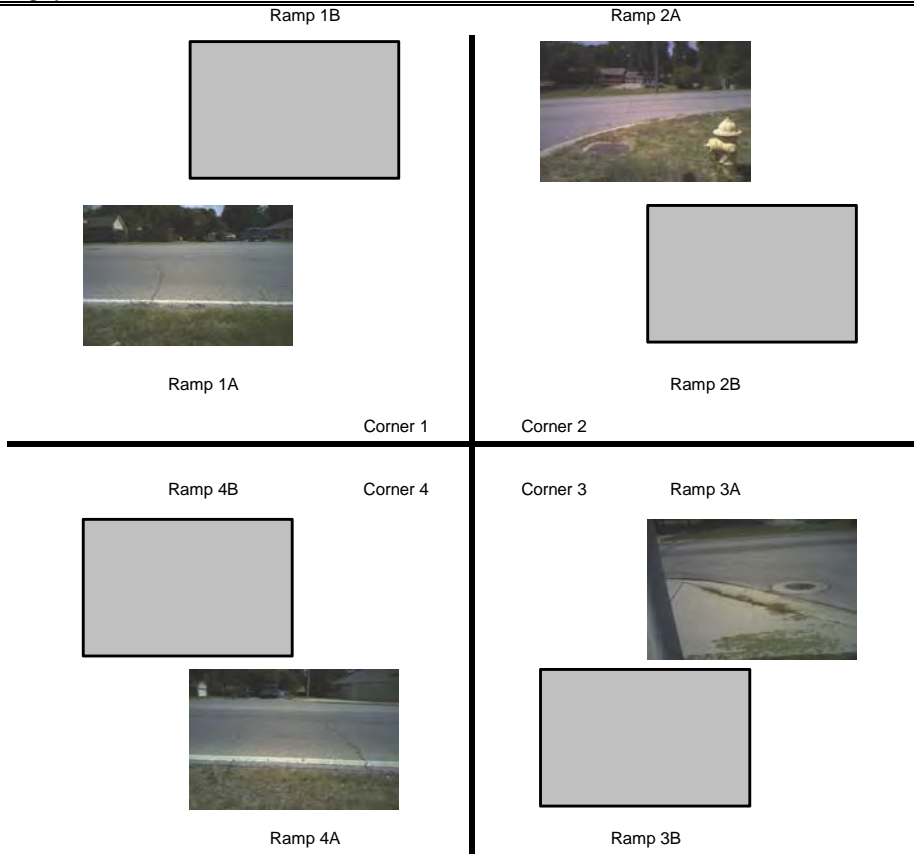 Ramp 1B
Ramp 2A
Ramp 1A
Ramp 2B
Corner 1
Corner 2
Ramp 4B
Corner 4
Corner 3
Ramp 3A
Ramp 4A
Ramp 3B